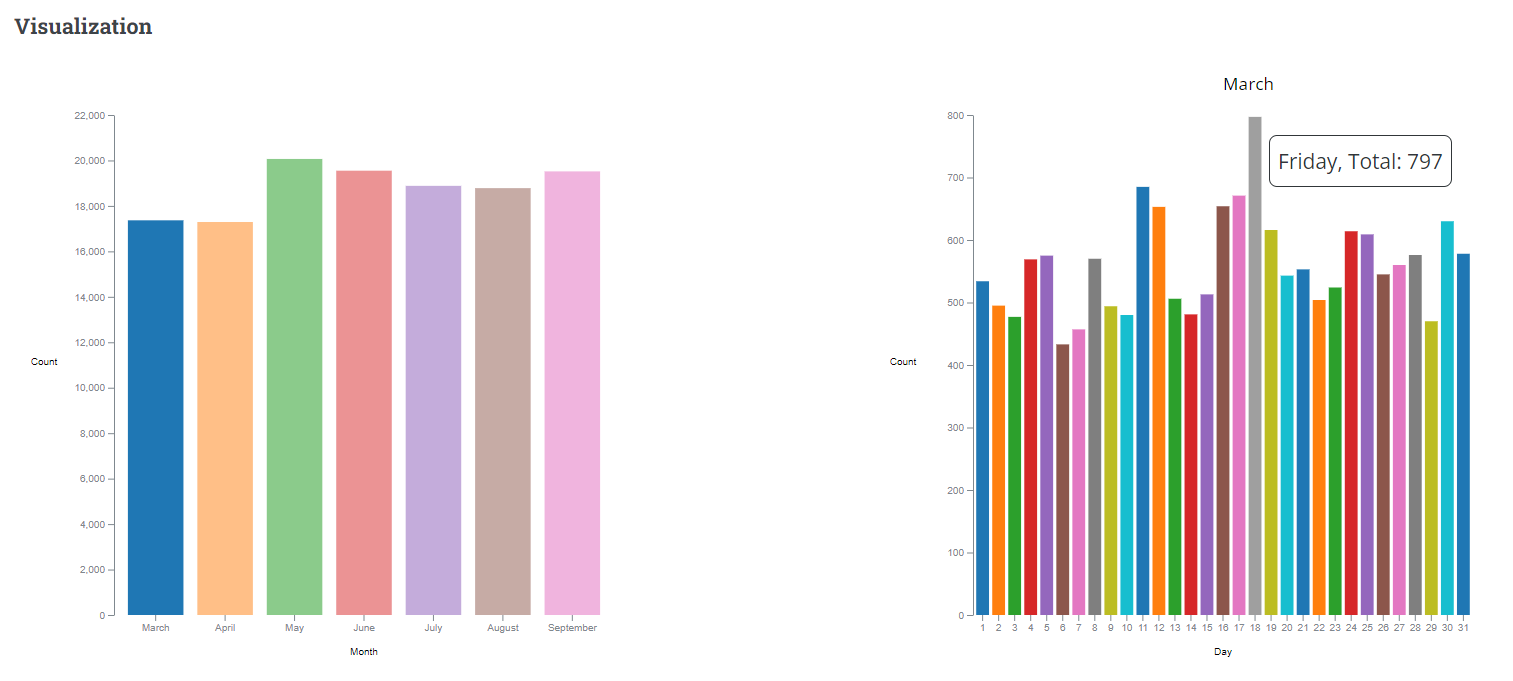 Visualization
22,000
20,000
18,000
16,000
14,000
12,000
10,000
8,000
6,000
4,000
2,000
0
Count
March April May June July August September
Month
March
800
700
600
500
400
300
200
100
0
Friday, Total: 797
Count
1 2 3 4 5 6 7 8 9 10 11 12 13 14 15 16 17 18 19 20 21 22 23 24 25 26 27 28 29 30 31
Day